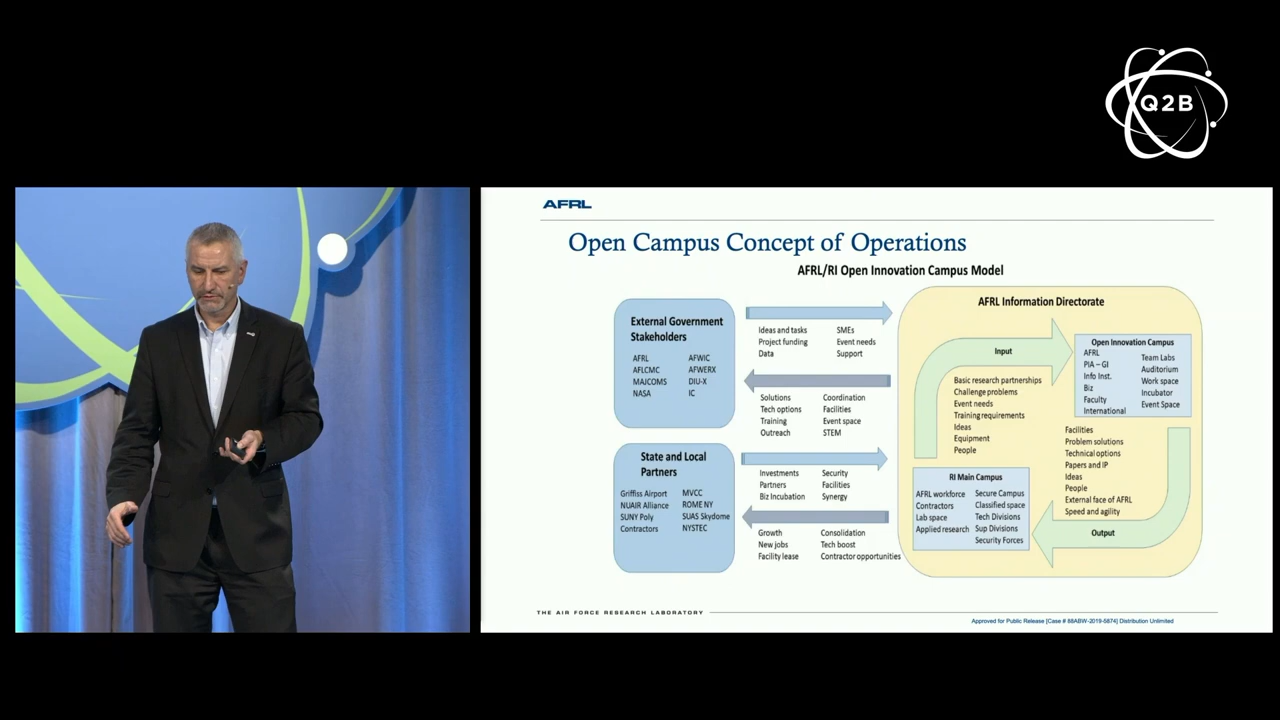 Q2B
AFRL
Open Campus Concept of Operations
AFRL/RI Open Innovation Campus Model
External Government
Stakeholders
AFRL AFWIC
AFLCMC AFWERX
MAJCOMS DIU-X
NASA IC
Ideas and tasks SMEs
Project funding Event needs
Data Support
Solutions Coordination
Tech options Facilities
Training Event space
Outreach STEM
State and Local
Partners
Griffiss Airport MVCC
NUAIR Alliance ROME NY
SUNY Poly SUAS Skydome
Contractors NYSTEC
Investments Security
Partners Facilities
Biz Incubation Synergy
Growth Consolidation
New jobs Tech boost
Facility lease Contractor opportunities
AFRL Information Directorate
Input
Basic research partnerships
Challenge problems
Event needs
Training requirements
Ideas
Equipment
People
Open Innovation Campus
AFRL Team Labs
PIA – GI Auditorium
Info Inst. Work space
Biz Incubator
Faculty Event Space
International
Facilities
Problem solutions
Technical options
Papers and IP
Ideas
People
External face of AFRL
Speed and agility
RI Main Campus
AFRL workforce Secure Campus
Contractors Classified space
Lab space Tech Divisions
Applied research Sup Divisions
Security Forces
Output
THE AIR FORCE RESEARCH LABORATORY
Approved for Public Release [Case # 88ABW-2019-5874] Distribution Unlimited